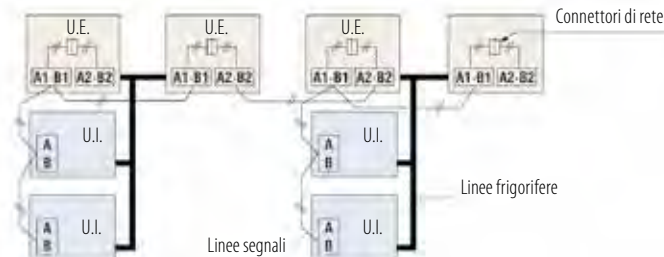 U.E.
U.E.
U.E.
Connettori di rete
A1-B1 A2-B2
A1-B1 A2-B2
A1-B1 A2-B2
A1-B1 A2-B2
U.I.
A
B
U.I.
A
B
Linee frigorifere
U.I.
A
B
U.I.
A
B
Linee segnali